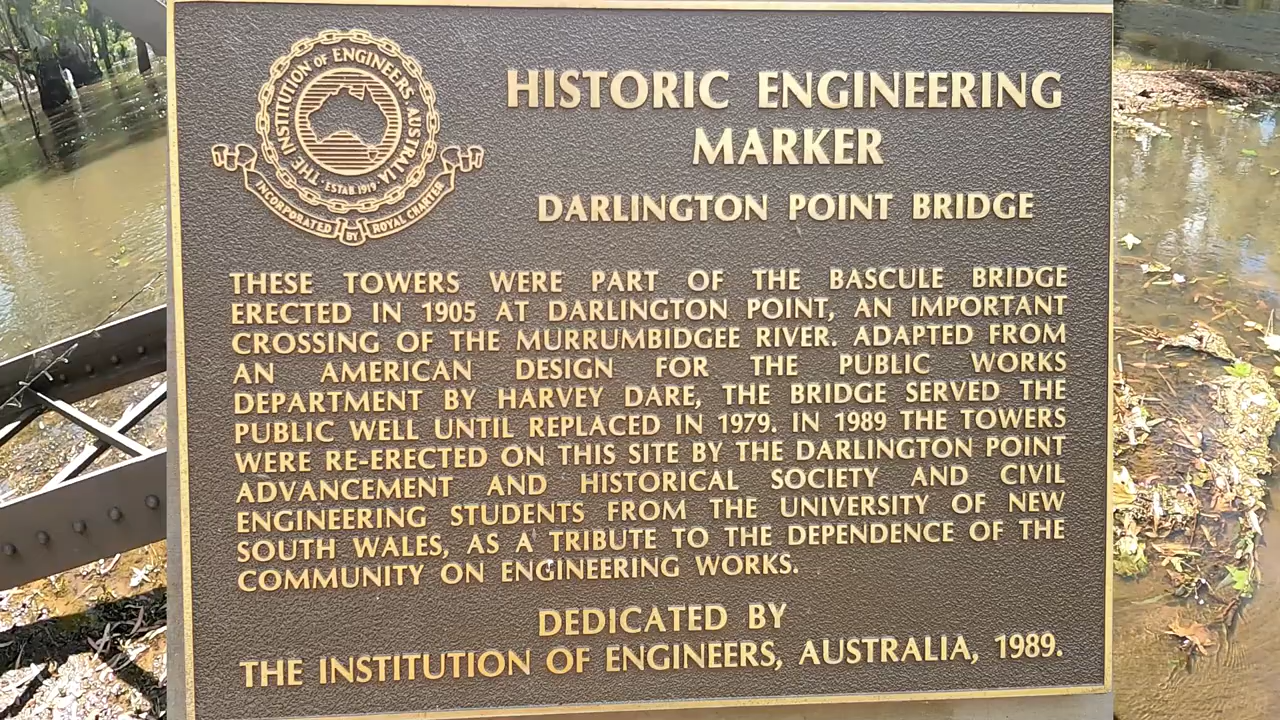 THE INSTITUTION OF ENGINEERS, AUSTRALIA.
ESTAB 1919
INCORPORATED BY ROYAL CHARTER
HISTORIC ENGINEERING
MARKER
DARLINGTON POINT BRIDGE
THESE TOWERS WERE PART OF THE BASCULE BRIDGE
ERECTED IN 1905 AT DARLINGTON POINT, AN IMPORTANT
CROSSING OF THE MURRUMBIDGEE RIVER. ADAPTED FROM
AN AMERICAN DESIGN FOR THE PUBLIC WORKS
DEPARTMENT BY HARVEY DARE, THE BRIDGE SERVED THE
PUBLIC WELL UNTIL REPLACED IN 1979. IN 1989 THE TOWERS
WERE RE-ERECTED ON THIS SITE BY THE DARLINGTON POINT
ADVANCEMENT AND HISTORICAL SOCIETY AND CIVIL
ENGINEERING STUDENTS FROM THE UNIVERSITY OF NEW
SOUTH WALES, AS A TRIBUTE TO THE DEPENDENCE OF THE
COMMUNITY ON ENGINEERING WORKS.
DEDICATED BY
THE INSTITUTION OF ENGINEERS, AUSTRALIA, 1989.